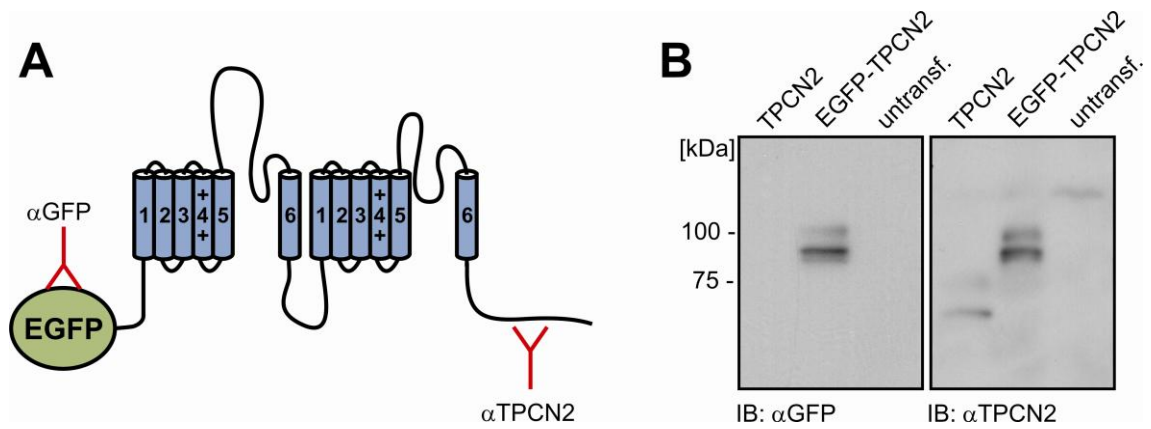 A
αGFP
EGFP
1 2 3 +4+ 5 6 1 2 3 +4+ 5 6
αTPCN2
B
TPCN2 EGFP-TPCN2 untransf. TPCN2 EGFP-TPCN2 untransf.
[kDa]
100 -
75 -
IB: αGFP IB: αTPCN2